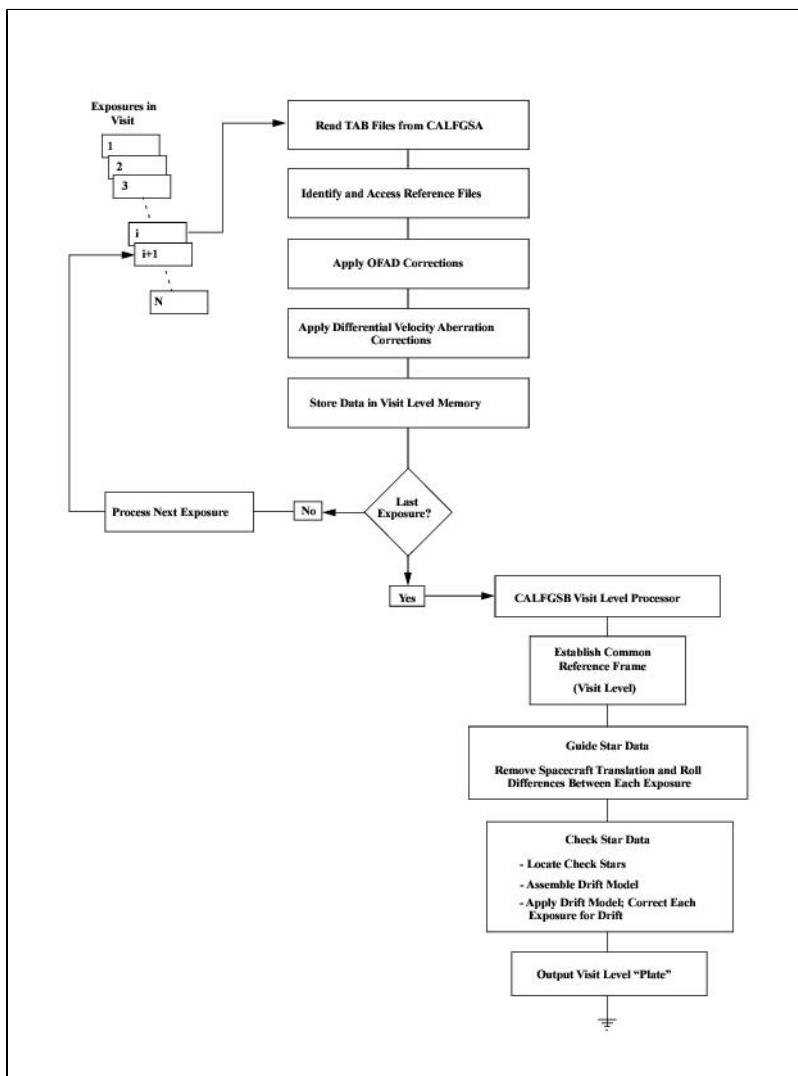 Exposures in
Visit
1
2
3
i
i+1
N
Read TAB Files from CALFGSA
Identify and Access Reference Files
Apply OFAD Corrections
Apply Differential Velocity Aberration
Corrections
Store Data in Visit Level Memory
Last
Exposure?
No
Process Next Exposure
Yes
CALFGSB Visit Level Processor
Establish Common
Reference Frame
(Visit Level)
Guide Star Data
Remove Spacecraft Translation and Roll
Differences Between Each Exposure
Check Star Data
- Locate Check Stars
- Assemble Drift Model
- Apply Drift Model; Correct Each
Exposure for Drift
Output Visit Level “Plate”